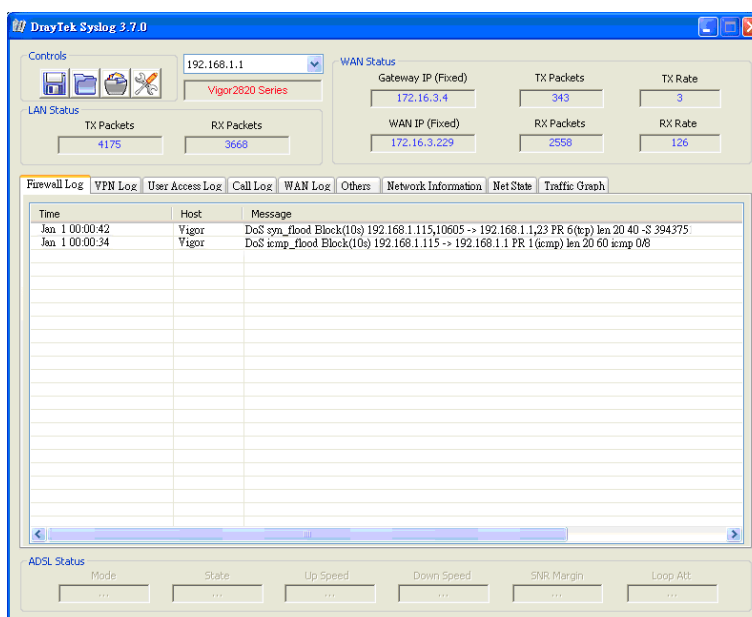 DrayTek Syslog 3.7.0
Controls
192.168.1.1
Vigor2820 Series
WAN Status
Gateway IP (Fixed) TX Packets TX Rate
172.16.3.4 343 3
WAN IP (Fixed) RX Packets RX Rate
172.16.3.229 2558 126
LAN Status
TX Packets RX Packets
4175 3668
Firewall Log VPN Log User Access Log Call Log WAN Log Others Network Information Net State Traffic Graph
Time Host Message
Jan 1 00:00:42 Vigor DoS syn_flood Block(10s) 192.168.1.115,10605 -> 192.168.1.1,23 PR 6(tcp) len 20 40 -S 394375
Jan 1 00:00:34 Vigor DoS icmp_flood Block(10s) 192.168.1.115 -> 192.168.1.1 PR 1(icmp) len 20 60 icmp 0/8
ADSL Status
Mode State Up Speed Down Speed SNR Margin Loop Att
... ... ... ... ... ...